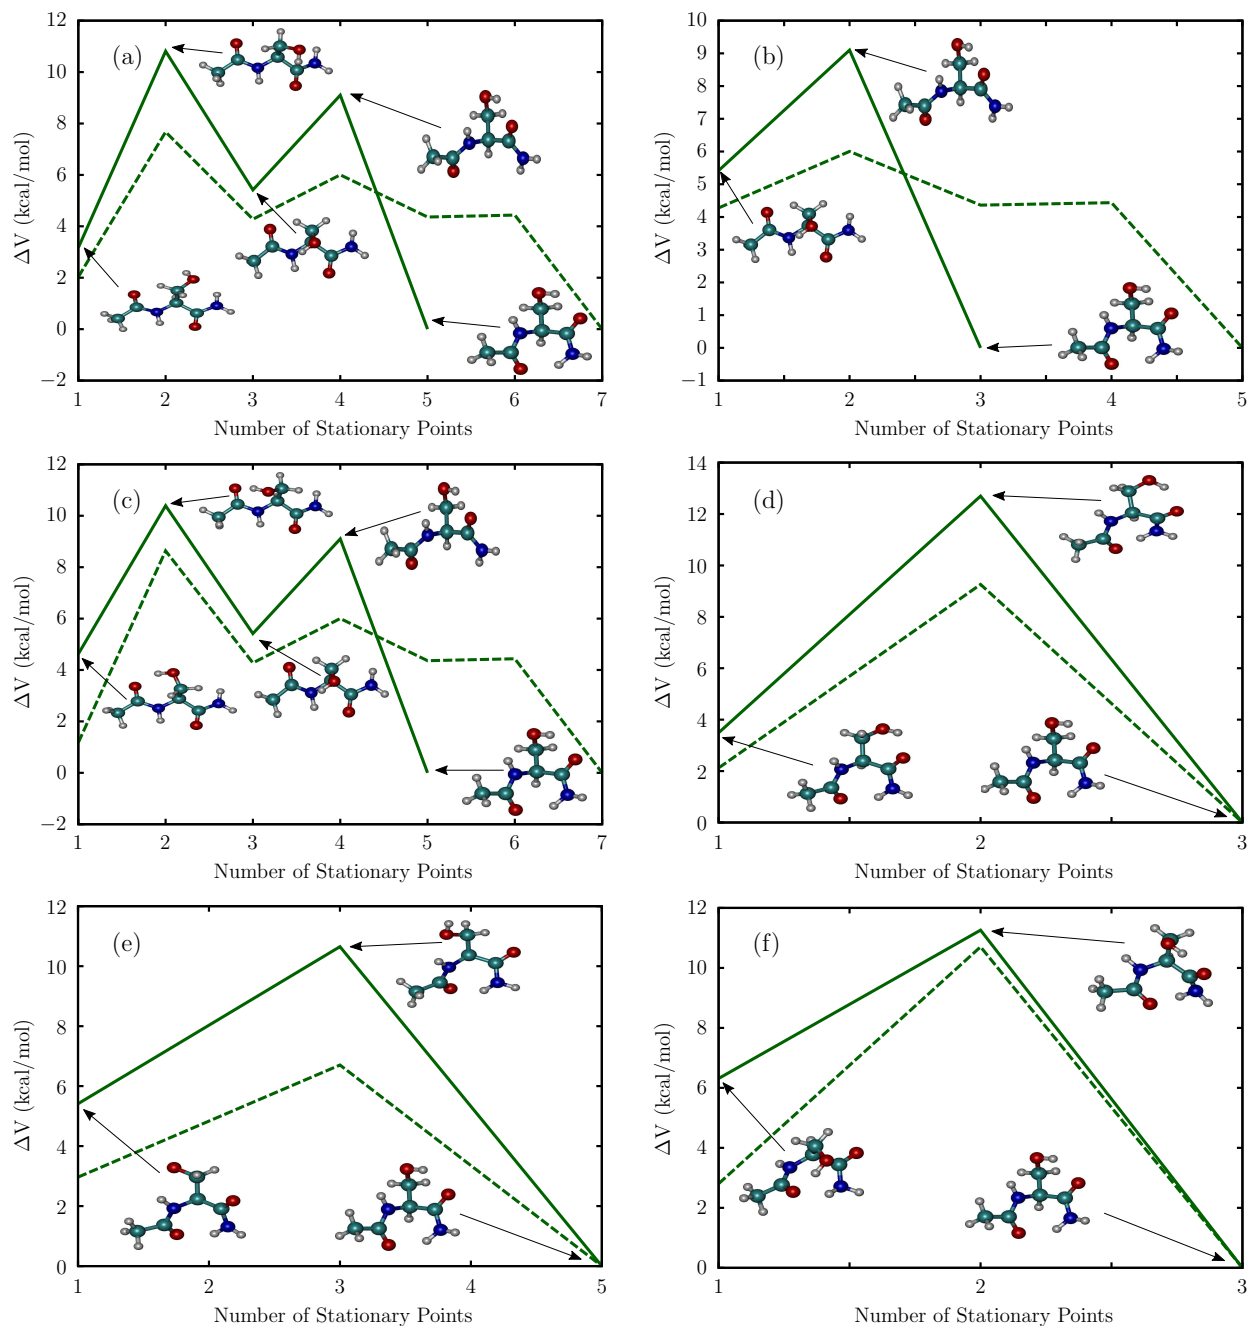 (a)
12
10
8
6
4
2
0
−2
ΔV (kcal/mol)
1 2 3 4 5 6 7
Number of Stationary Points
(b)
10
9
8
7
6
5
4
3
2
1
0
−1
ΔV (kcal/mol)
1 2 3 4 5
Number of Stationary Points
(c)
12
10
8
6
4
2
0
−2
ΔV (kcal/mol)
1 2 3 4 5 6 7
Number of Stationary Points
(d)
14
12
10
8
6
4
2
0
ΔV (kcal/mol)
1 2 3
Number of Stationary Points
(e)
12
10
8
6
4
2
0
ΔV (kcal/mol)
1 2 3 4 5
Number of Stationary Points
(f)
12
10
8
6
4
2
0
ΔV (kcal/mol)
1 2 3
Number of Stationary Points